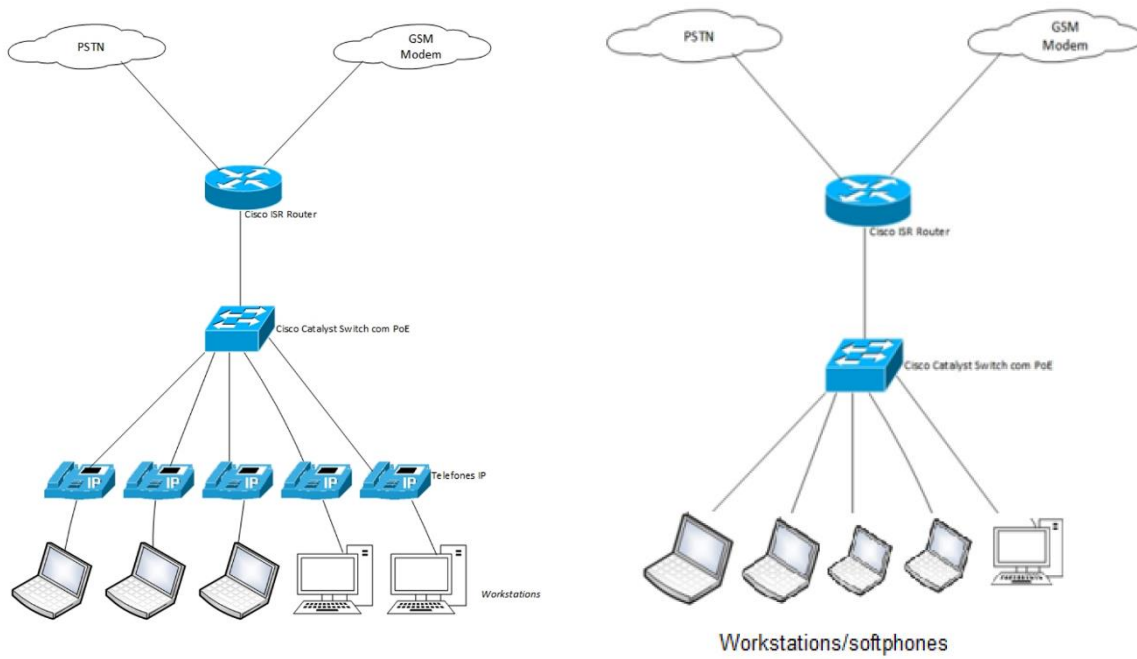 PSTN
GSM
Modem
Cisco ISR Router
Cisco Catalyst Switch com PoE
IP
IP
IP
IP
IP
Telefones IP
Workstations
PSTN
GSM
Modem
Cisco ISR Router
Cisco Catalyst Switch com PoE
Workstations/softphones